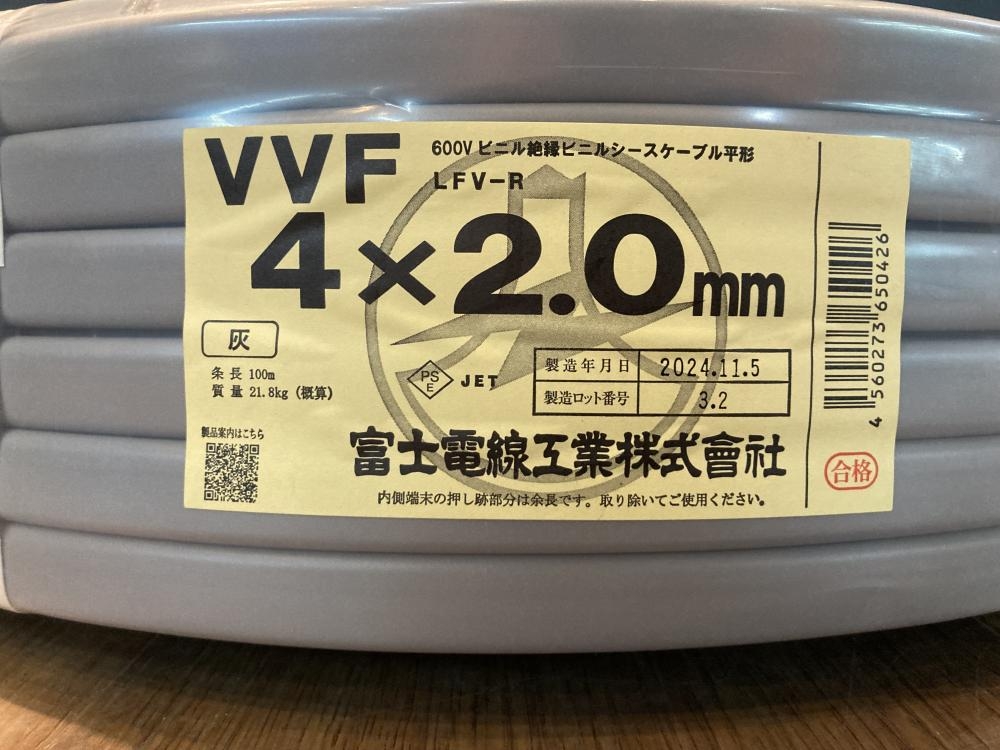 VVF
600Vビニル絶縁ビニルシースケーブル平形
LFV-R
4×2.0mm
灰
条長 100m
質量 21.8kg (概算)
PS
E
JET
製造年月日 2024.11.5
製造ロット番号 3.2
製品案内はこちら
富士電線工業株式會社
内側端末の押し跡部分は余長です。取り除いてご使用ください。
4 560273 650426
合格